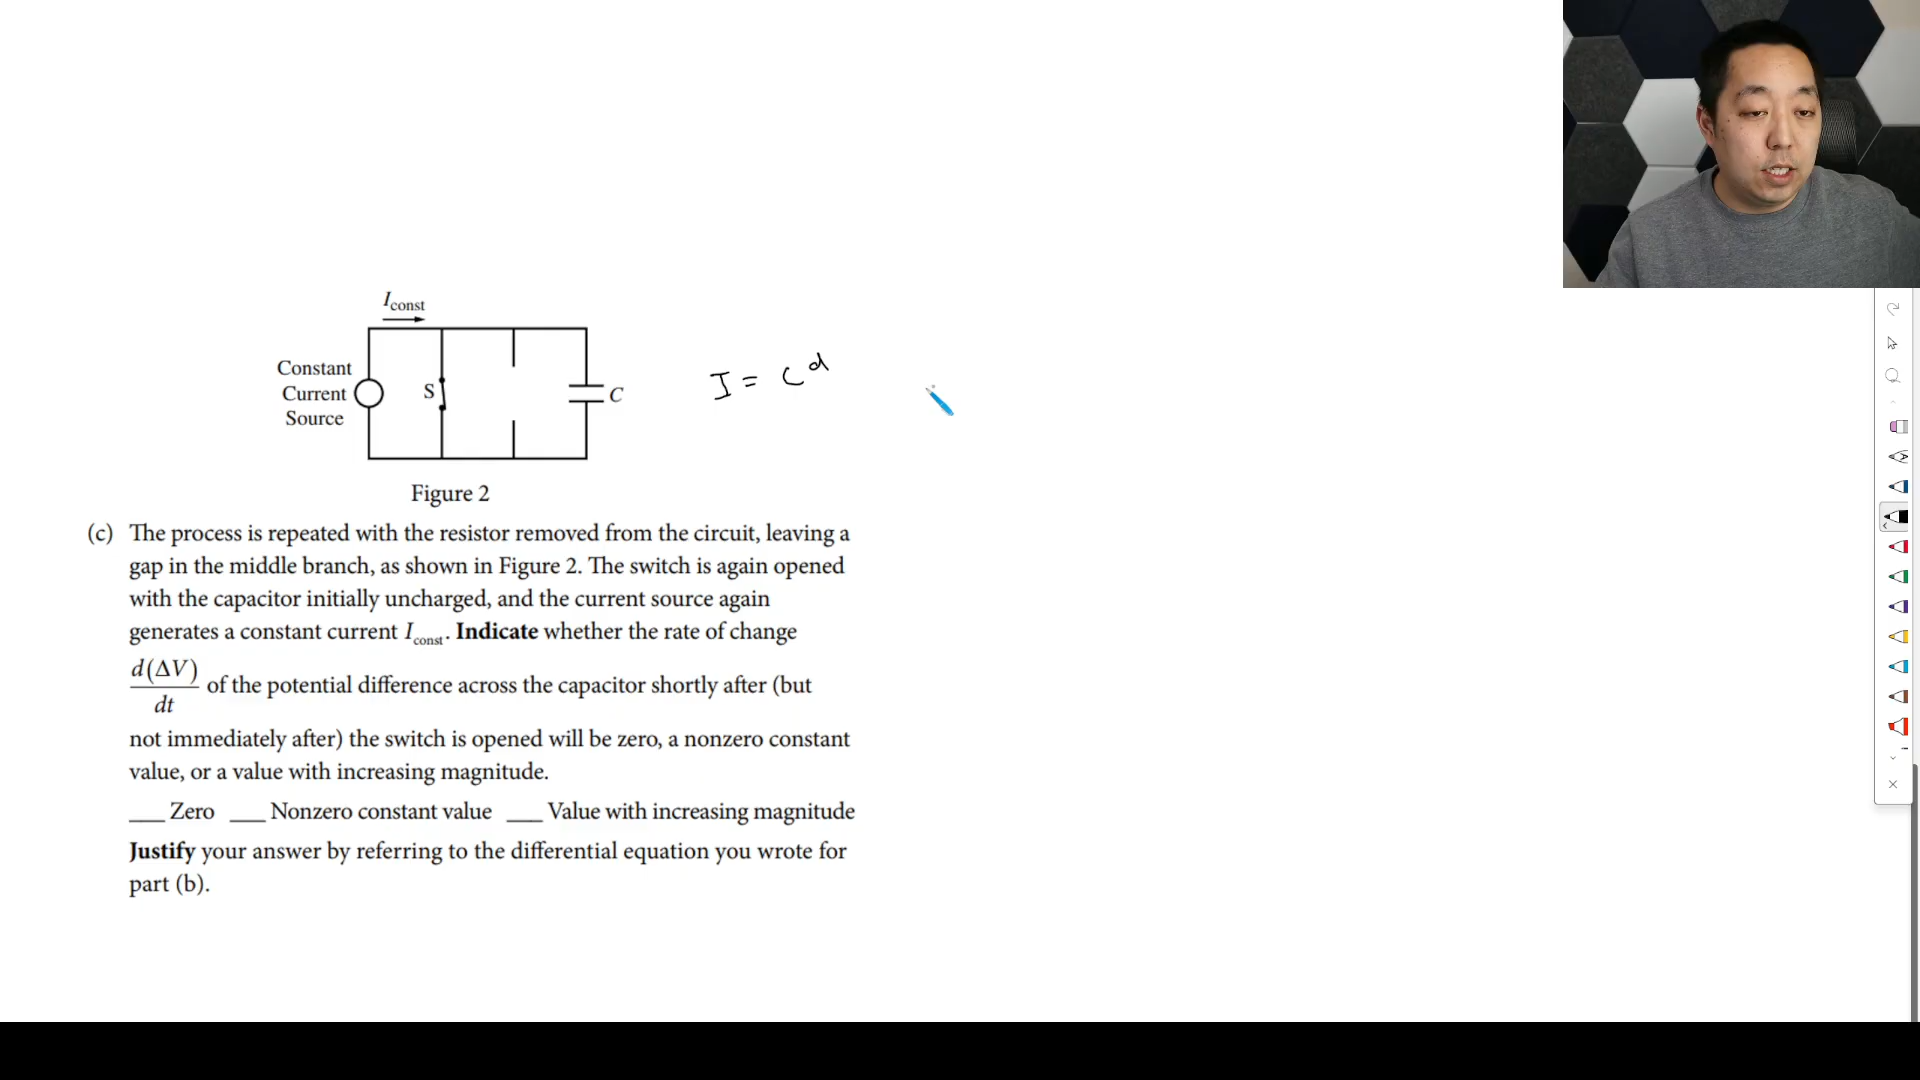 I_const
Constant
Current
Source
S
C
I = C d
Figure 2
(c) The process is repeated with the resistor removed from the circuit, leaving a
gap in the middle branch, as shown in Figure 2. The switch is again opened
with the capacitor initially uncharged, and the current source again
generates a constant current I_const. Indicate whether the rate of change
d(ΔV)/dt of the potential difference across the capacitor shortly after (but
not immediately after) the switch is opened will be zero, a nonzero constant
value, or a value with increasing magnitude.
___ Zero ___ Nonzero constant value ___ Value with increasing magnitude
Justify your answer by referring to the differential equation you wrote for
part (b).